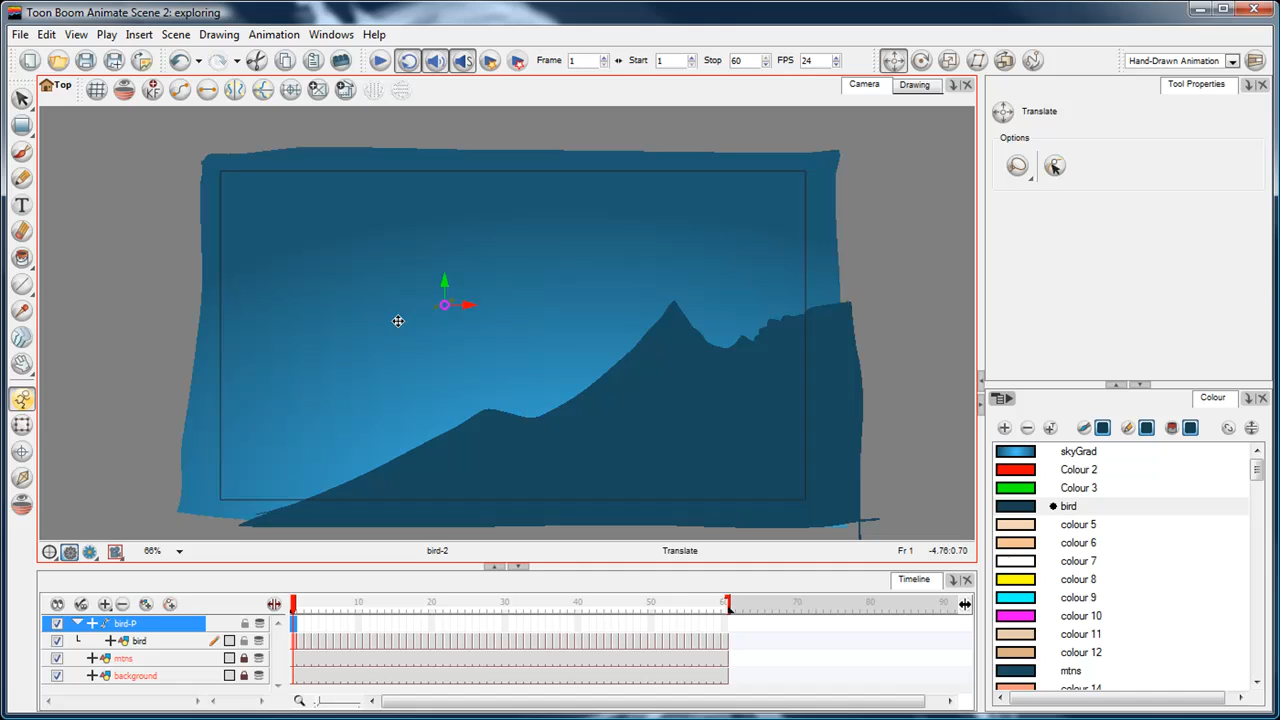 Toon Boom Animate Scene 2: exploring
File Edit View Play Insert Scene Drawing Animation Windows Help
Frame 1 Start 1 Stop 60 FPS 24 Hand-Drawn Animation
Top Camera Drawing Tool Properties
Translate
Options
Colour
skyGrad
Colour 2
Colour 3
bird
colour 5
colour 6
colour 7
colour 8
colour 9
colour 10
colour 11
colour 12
mtns
colour 14
66% bird-2 Translate Fr 1 -4.76:0.70
Timeline
10 20 30 40 50 60 70 80 90
bird-P
bird
mtns
background